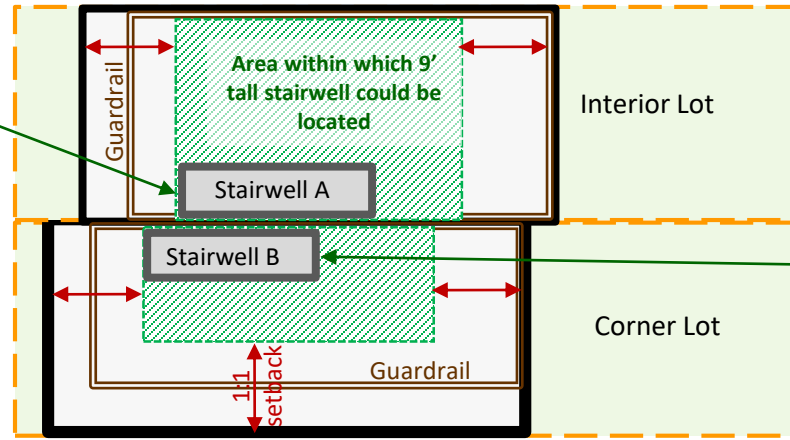 Area within which 9’
tall stairwell could be
located
Guardrail
Interior Lot
Stairwell A
Stairwell B
Corner Lot
Guardrail
1:1
setback